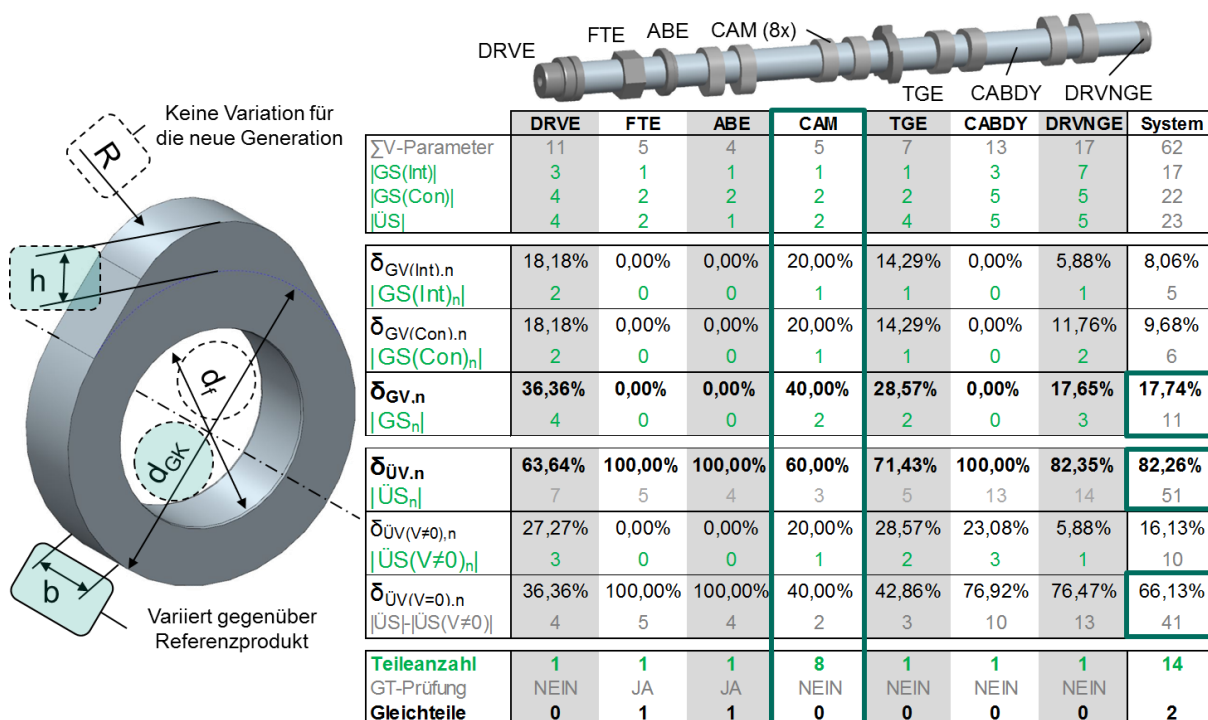 DRVE
FTE
ABE
CAM (8x)
TGE
CABDY
DRVNGE
Keine Variation für
die neue Generation
R
h
df
dGK
b
Variiert gegenüber
Referenzprodukt
DRVE FTE ABE CAM TGE CABDY DRVNGE System
∑V-Parameter 11 5 4 5 7 13 17 62
|GS(Int)| 3 1 1 1 1 3 7 17
|GS(Con)| 4 2 2 2 2 5 5 22
|ÜS| 4 2 1 2 4 5 5 23
δGV(Int).n 18,18% 0,00% 0,00% 20,00% 14,29% 0,00% 5,88% 8,06%
|GS(Int)n| 2 0 0 1 1 0 1 5
δGV(Con).n 18,18% 0,00% 0,00% 20,00% 14,29% 0,00% 11,76% 9,68%
|GS(Con)n| 2 0 0 1 1 0 2 6
δGV.n 36,36% 0,00% 0,00% 40,00% 28,57% 0,00% 17,65% 17,74%
|GSn| 4 0 0 2 2 0 3 11
δÜV.n 63,64% 100,00% 100,00% 60,00% 71,43% 100,00% 82,35% 82,26%
|ÜSn| 7 5 4 3 5 13 14 51
δÜV(V≠0),n 27,27% 0,00% 0,00% 20,00% 28,57% 23,08% 5,88% 16,13%
|ÜS(V≠0)n| 3 0 0 1 2 3 1 10
δÜV(V=0).n 36,36% 100,00% 100,00% 40,00% 42,86% 76,92% 76,47% 66,13%
|ÜS|-|ÜS(V≠0)| 4 5 4 2 3 10 13 41
Teileanzahl 1 1 1 8 1 1 1 14
GT-Prüfung NEIN JA JA NEIN NEIN NEIN NEIN
Gleichteile 0 1 1 0 0 0 0 2